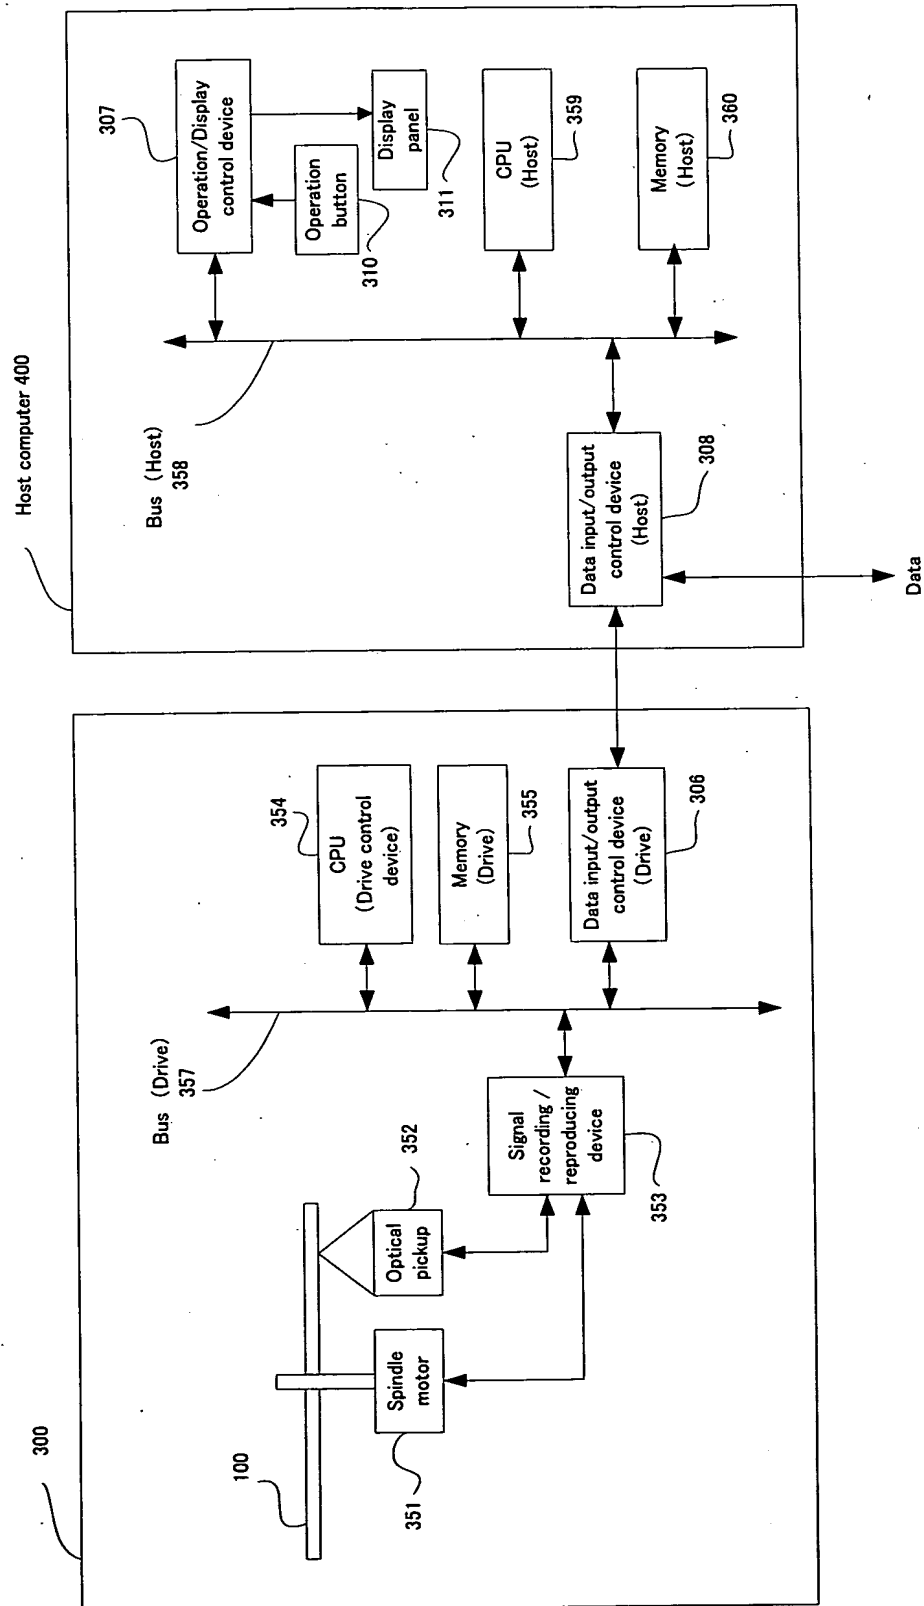 300
100
Spindle
motor
351
Optical
pickup
352
Signal
recording /
reproducing
device
353
Bus (Drive)
357
CPU
(Drive control
device)
354
Memory
(Drive)
355
Data input/output
control device
(Drive)
306
Host computer 400
Bus (Host)
358
Operation/Display
control device
307
Operation
button
310
Display
panel
311
CPU
(Host)
359
Memory
(Host)
360
Data input/output
control device
(Host)
308
Data